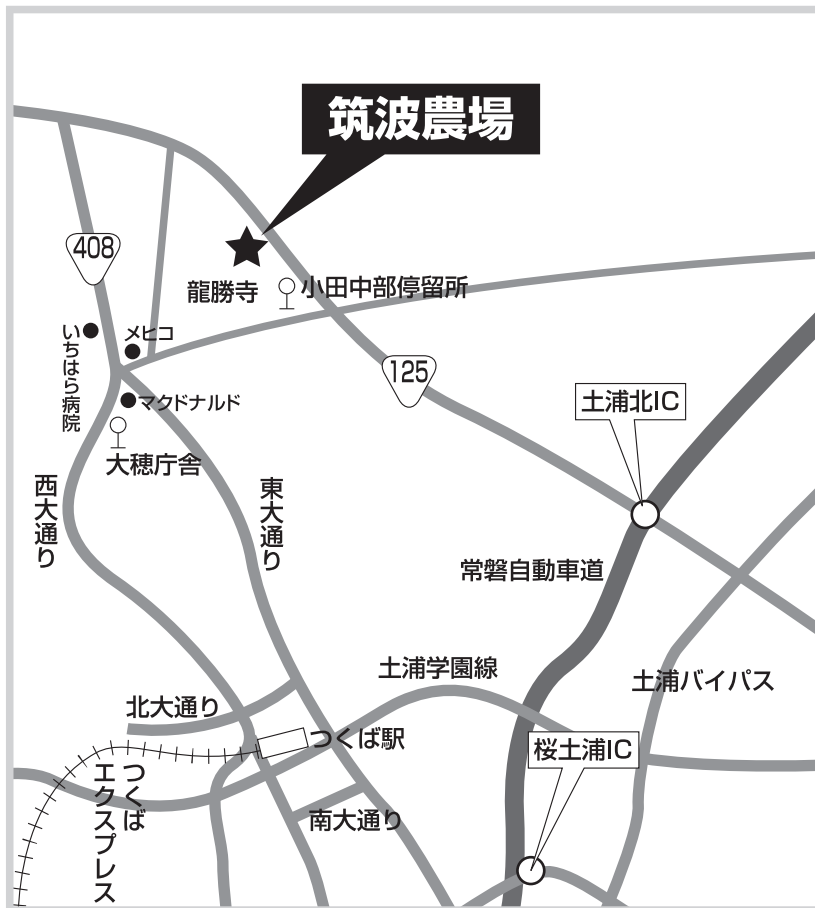 筑波農場
408
龍勝寺
小田中部停留所
いちはら病院
メヒコ
125
マクドナルド
土浦北IC
大穂庁舎
西大通り
東大通り
常磐自動車道
土浦学園線
土浦バイパス
北大通り
つくば駅
桜土浦IC
つくば
エクスプレス
南大通り